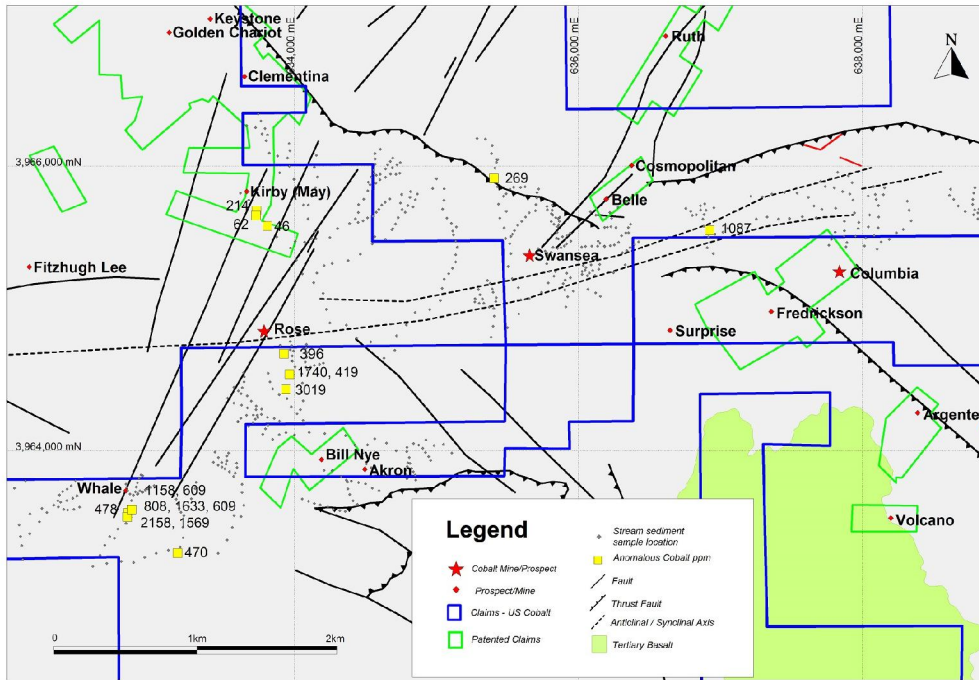 Keystone
Golden Chariot
Clementina
634,000 mE
636,000 mE
638,000 mE
Ruth
N
3,966,000 mN
269
Cosmopolitan
Kirby (May)
Belle
214
62
46
1087
Swansea
Fitzhugh Lee
Columbia
Fredrickson
Rose
Surprise
396
1740, 419
3019
Argente
3,964,000 mN
Bill Nye
Akron
Whale
1158, 609
478
808, 1633, 609
2158, 1569
470
Volcano
Legend
Cobalt Mine/Prospect
Prospect/Mine
Claims - US Cobalt
Patented Claims
Stream sediment
sample location
Anomalous Cobalt ppm
Fault
Thrust Fault
Anticlinal / Synclinal Axis
Tertiary Basalt
0
1km
2km